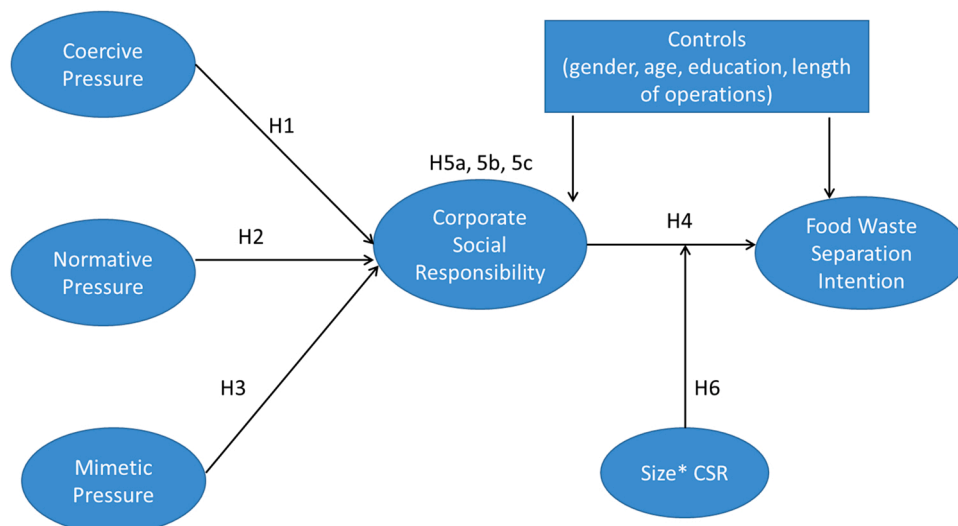 Coercive
Pressure
Controls
(gender, age, education, length
of operations)
H1
H5a, 5b, 5c
Normative
Pressure
H2
Corporate
Social
Responsibility
H4
Food Waste
Separation
Intention
H3
H6
Mimetic
Pressure
Size* CSR